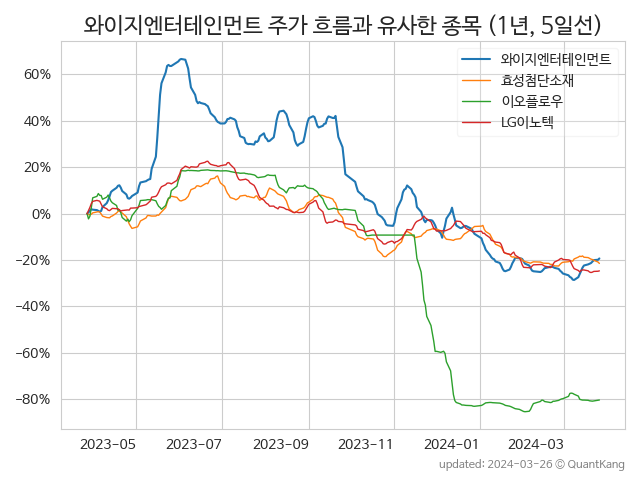 와이지엔터테인먼트 주가 흐름과 유사한 종목 (1년, 5일선)
와이지엔터테인먼트
효성첨단소재
이오플로우
LG이노텍
60%
40%
20%
0%
−20%
−40%
−60%
−80%
2023-05 2023-07 2023-09 2023-11 2024-01 2024-03
updated: 2024-03-26 © QuantKang